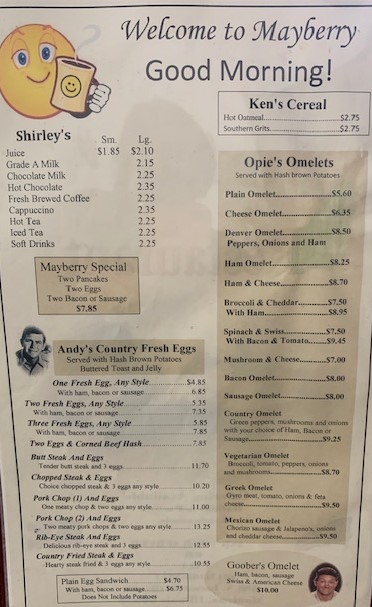 Welcome to Mayberry
Good Morning!
Ken's Cereal
Hot Oatmeal $2.75
Southern Grits $2.75
Shirley's
Sm. Lg.
Juice $1.85 $2.10
Grade A Milk 2.15
Chocolate Milk 2.25
Hot Chocolate 2.35
Fresh Brewed Coffee 2.25
Cappuccino 2.35
Hot Tea 2.25
Iced Tea 2.25
Soft Drinks 2.25
Mayberry Special
Two Pancakes
Two Eggs
Two Bacon or Sausage
$7.85
Andy's Country Fresh Eggs
Served with Hash Brown Potatoes
Buttered Toast and Jelly
One Fresh Egg, Any Style $4.85
With ham, bacon or sausage 6.85
Two Fresh Eggs, Any Style 5.35
With ham, bacon or sausage 7.35
Three Fresh Eggs, Any Style 5.85
With ham, bacon or sausage 7.85
Two Eggs & Corned Beef Hash 7.85
Butt Steak And Eggs
Tender butt steak and 3 eggs 11.70
Chopped Steak & Eggs
Choice chopped steak & 3 eggs any style 10.20
Pork Chop (1) And Eggs
One meaty chop & two eggs any style 11.00
Pork Chop (2) And Eggs
Two meaty pork chops & two eggs any style 13.25
Rib-Eye Steak And Eggs
Delicious rib-eye steak and 3 eggs 12.55
Country Fried Steak & Eggs
Hearty steak fried & 3 eggs any style 10.55
Plain Egg Sandwich $4.70
With ham, bacon or sausage $6.75
Does Not Include Potatoes
Opie's Omelets
Served with Hash brown Potatoes
Plain Omelet $5.60
Cheese Omelet $6.35
Denver Omelet $8.50
Peppers, Onions and Ham
Ham Omelet $8.25
Ham & Cheese $8.70
Broccoli & Cheddar $7.50
With Ham $8.95
Spinach & Swiss $7.50
With Bacon & Tomato $9.45
Mushroom & Cheese $7.00
Bacon Omelet $8.00
Sausage Omelet $8.00
Country Omelet
Green peppers, mushrooms and onions
with your choice of Ham, Bacon or
Sausage $9.25
Vegetarian Omelet
Broccoli, tomato, peppers, onions
and mushrooms $8.70
Greek Omelet
Gyro meat, tomato, onions & feta
cheese $9.50
Mexican Omelet
Chorizo sausage & Jalapeno's, onions
and cheddar cheese $9.50
Goober's Omelet
Ham, bacon, sausage
Swiss & American Cheese
$10.00